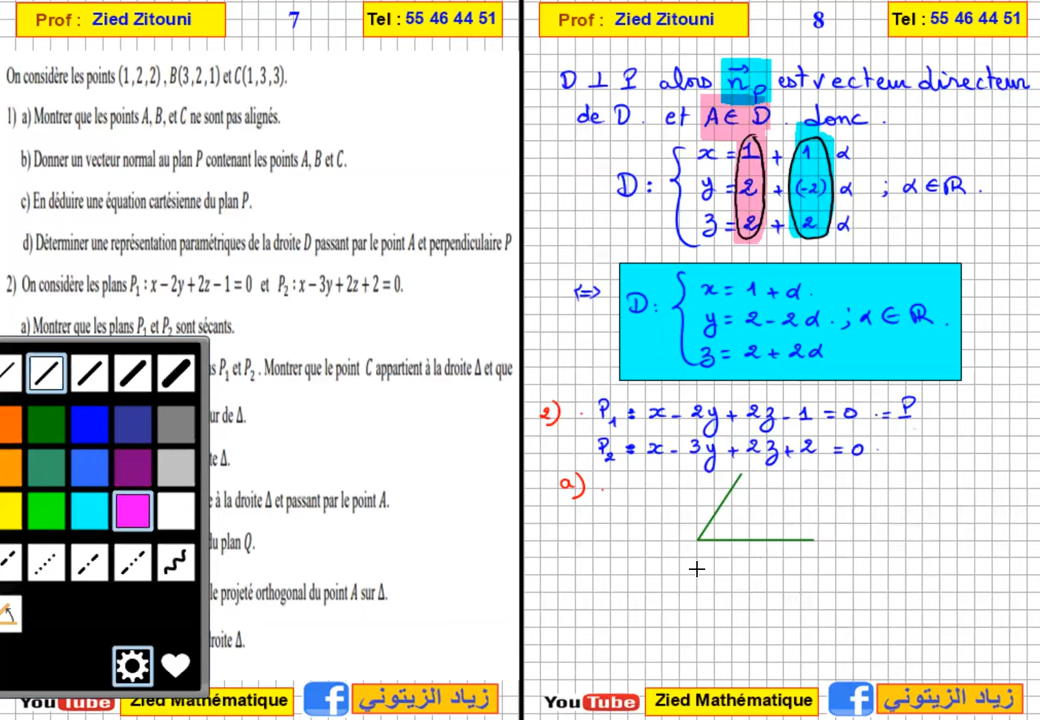 Prof : Zied Zitouni
7
Tel : 55 46 44 51
On considère les points (1,2,2), B(3,2,1) et C(1,3,3).
1) a) Montrer que les points A, B, et C ne sont pas alignés.
b) Donner un vecteur normal au plan P contenant les points A, B et C.
c) En déduire une équation cartésienne du plan P.
d) Déterminer une représentation paramétriques de la droite D passant par le point A et perpendiculaire P
2) On considère les plans P₁ : x − 2y + 2z − 1 = 0 et P₂ : x − 3y + 2z + 2 = 0.
a) Montrer que les plans P₁ et P₂ sont sécants.
P₁ et P₂ . Montrer que le point C appartient à la droite Δ et que
ur de Δ.
te Δ.
à la droite Δ et passant par le point A.
du plan Q.
le projeté orthogonal du point A sur Δ.
droite Δ.
You Tube
Zied Mathématique
f
زياد الزيتوني
Prof : Zied Zitouni
8
Tel : 55 46 44 51
D ⊥ P alors n⃗_P est vecteur directeur
de D. et A ∈ D. donc.
D : { x = 1 + 1 α
y = 2 + (-2) α ; α ∈ ℝ.
z = 2 + 2 α
⟺ D : { x = 1 + α.
y = 2 - 2α. ; α ∈ ℝ.
z = 2 + 2α
2) . P₁ : x - 2y + 2z - 1 = 0 . = P
P₂ : x - 3y + 2z + 2 = 0.
a) .
You Tube
Zied Mathématique
f
زياد الزيتوني